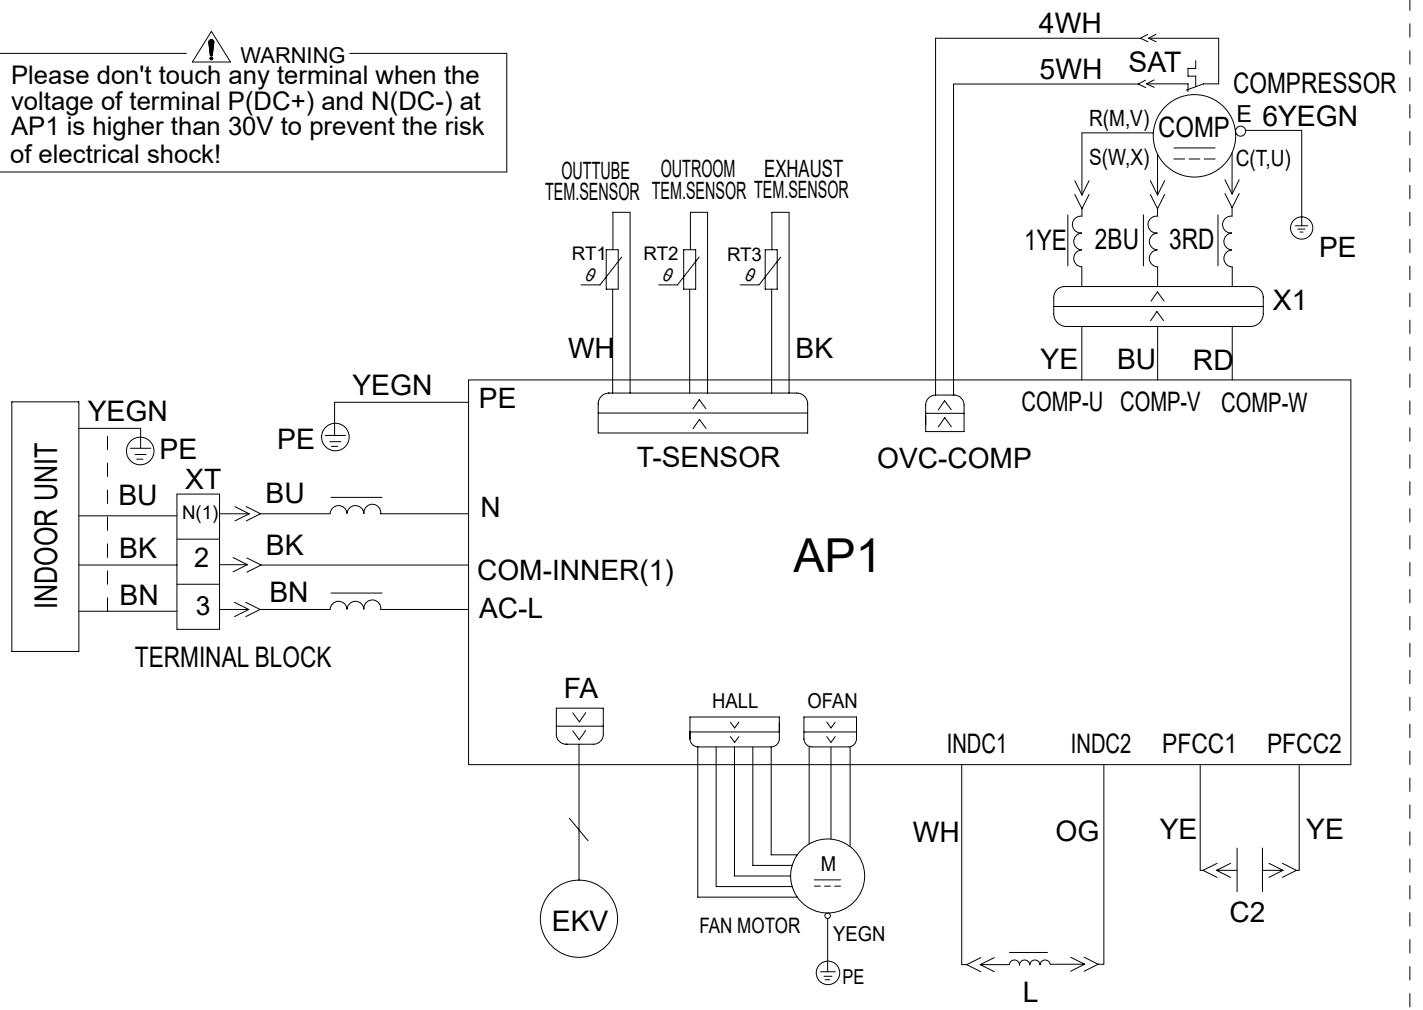 WARNING
Please don't touch any terminal when the
voltage of terminal P(DC+) and N(DC-) at
AP1 is higher than 30V to prevent the risk
of electrical shock!
4WH
5WH
SAT
COMPRESSOR
R(M,V)
COMP
E
6YEGN
S(W,X)
C(T,U)
1YE
2BU
3RD
PE
X1
YE
BU
RD
OUTTUBE
TEM.SENSOR
OUTROOM
TEM.SENSOR
EXHAUST
TEM.SENSOR
RT1
θ
RT2
θ
RT3
θ
WH
BK
YEGN
PE
PE
T-SENSOR
OVC-COMP
COMP-U
COMP-V
COMP-W
INDOOR UNIT
YEGN
PE
XT
BU
N(1)
BU
N
BK
2
BK
COM-INNER(1)
BN
3
BN
AC-L
TERMINAL BLOCK
AP1
FA
HALL
OFAN
INDC1
INDC2
PFCC1
PFCC2
EKV
M
FAN MOTOR
YEGN
PE
WH
OG
L
YE
YE
C2